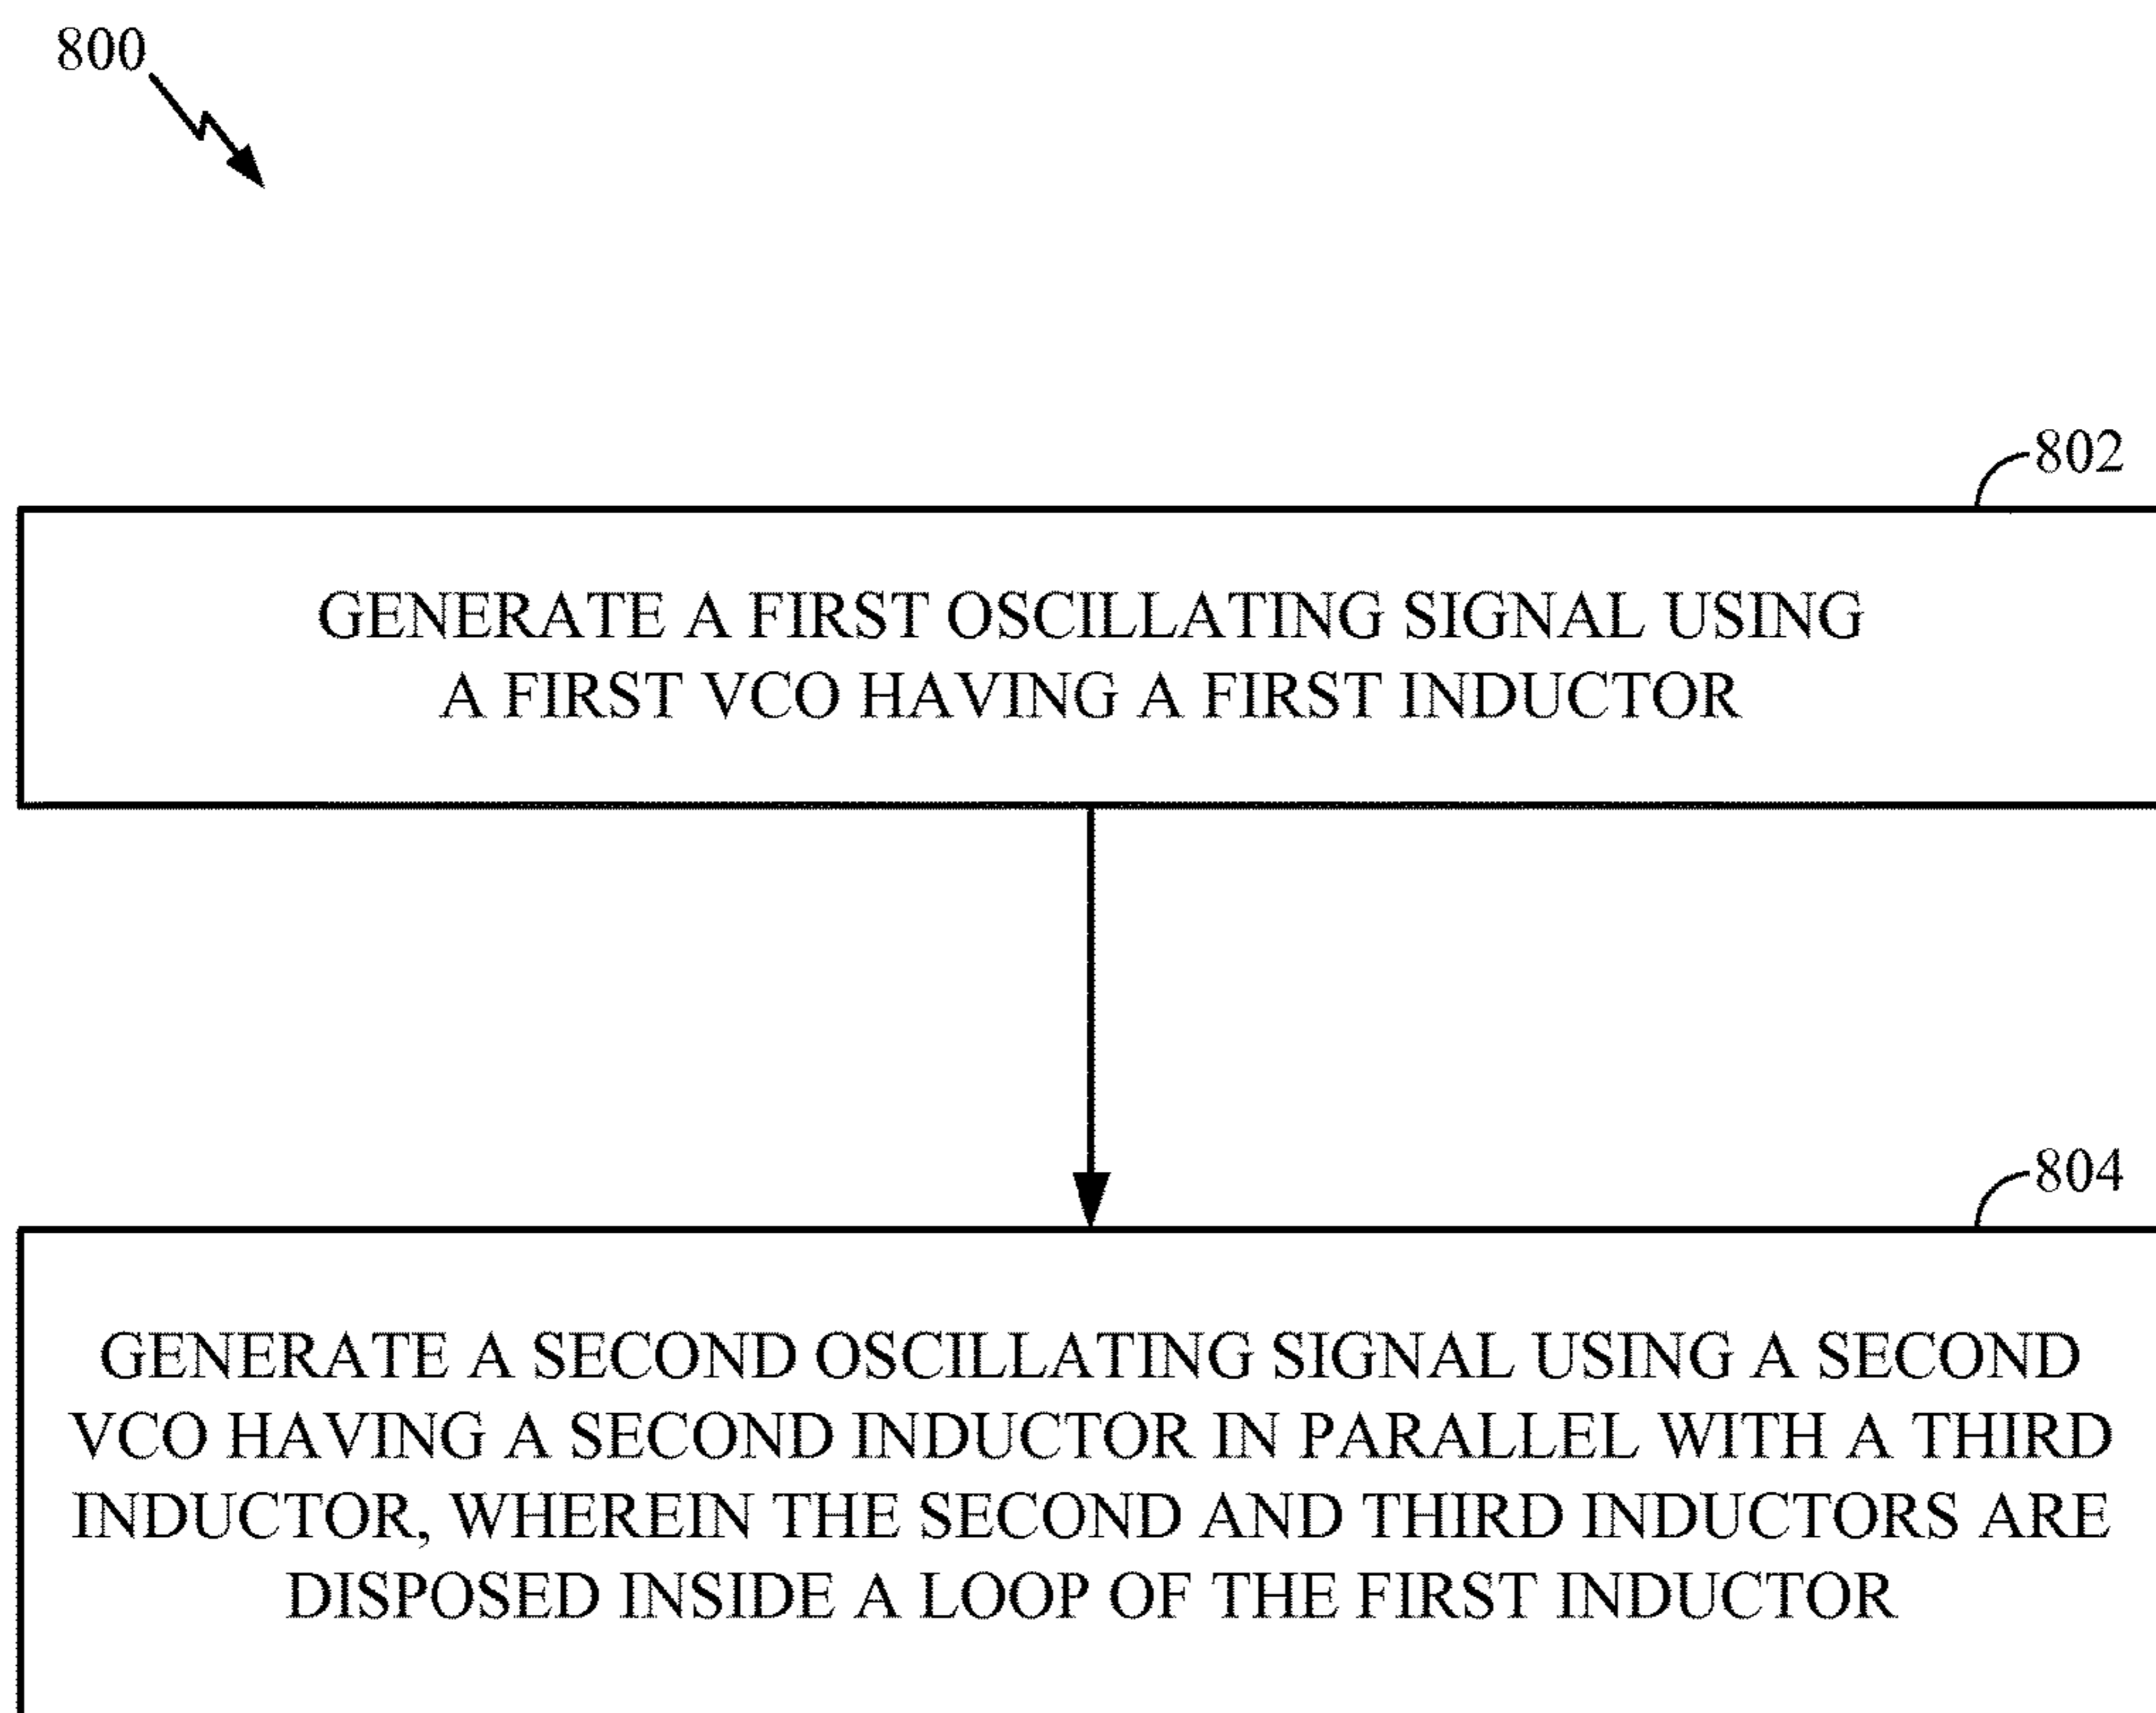 800
802
GENERATE A FIRST OSCILLATING SIGNAL USING
A FIRST VCO HAVING A FIRST INDUCTOR
804
GENERATE A SECOND OSCILLATING SIGNAL USING A SECOND
VCO HAVING A SECOND INDUCTOR IN PARALLEL WITH A THIRD
INDUCTOR, WHEREIN THE SECOND AND THIRD INDUCTORS ARE
DISPOSED INSIDE A LOOP OF THE FIRST INDUCTOR